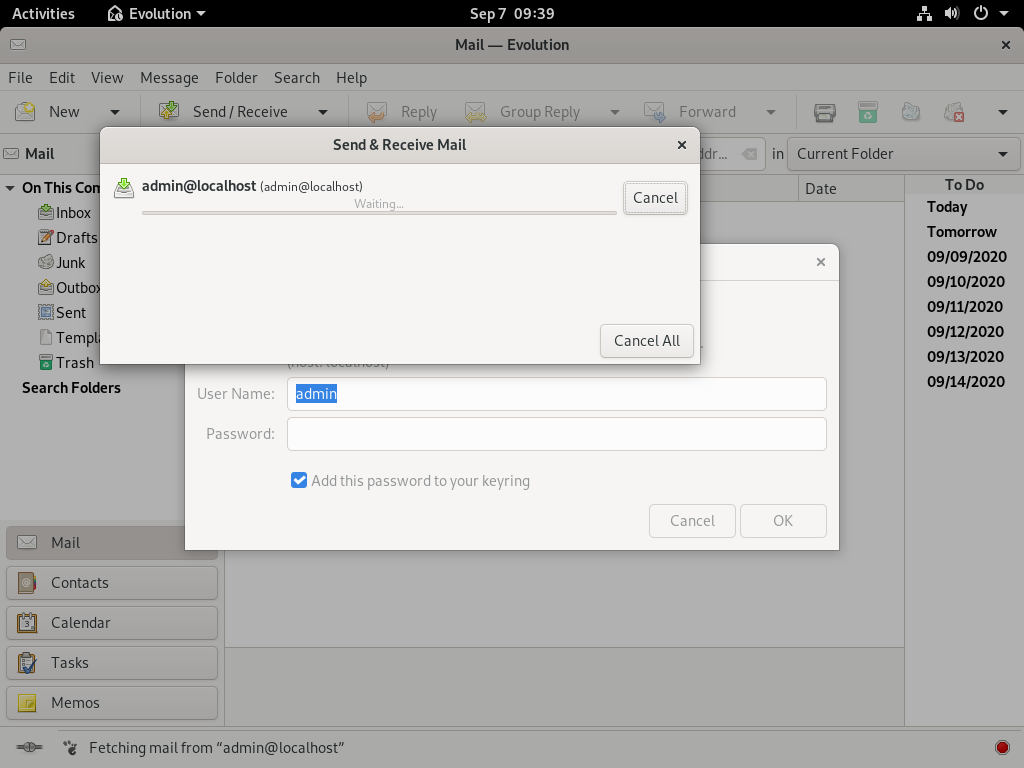 Activities Evolution Sep 7 09:39
Mail — Evolution
File Edit View Message Folder Search Help
New Send / Receive Reply Group Reply Forward
Mail in Current Folder
Send & Receive Mail
admin@localhost (admin@localhost)
Waiting...
Cancel
Cancel All
On This Com
Inbox
Drafts
Junk
Outbox
Sent
Templa
Trash
Search Folders
Date
To Do
Today
Tomorrow
09/09/2020
09/10/2020
09/11/2020
09/12/2020
09/13/2020
09/14/2020
(host: localhost)
User Name: admin
Password:
Add this password to your keyring
Cancel OK
Mail
Contacts
Calendar
Tasks
Memos
Fetching mail from “admin@localhost”